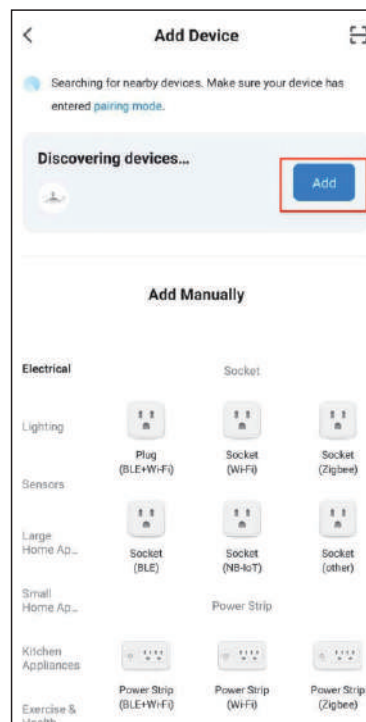 Add Device
Searching for nearby devices. Make sure your device has
entered pairing mode.
Discovering devices...
Add
Add Manually
Electrical
Socket
Lighting
Plug
(BLE+Wi-Fi)
Socket
(Wi-Fi)
Socket
(Zigbee)
Sensors
Large
Home Ap...
Socket
(BLE)
Socket
(NB-IoT)
Socket
(other)
Small
Home Ap...
Power Strip
Kitchen
Appliances
Power Strip
(BLE+Wi-Fi)
Power Strip
(Wi-Fi)
Power Strip
(Zigbee)
Exercise &
Health